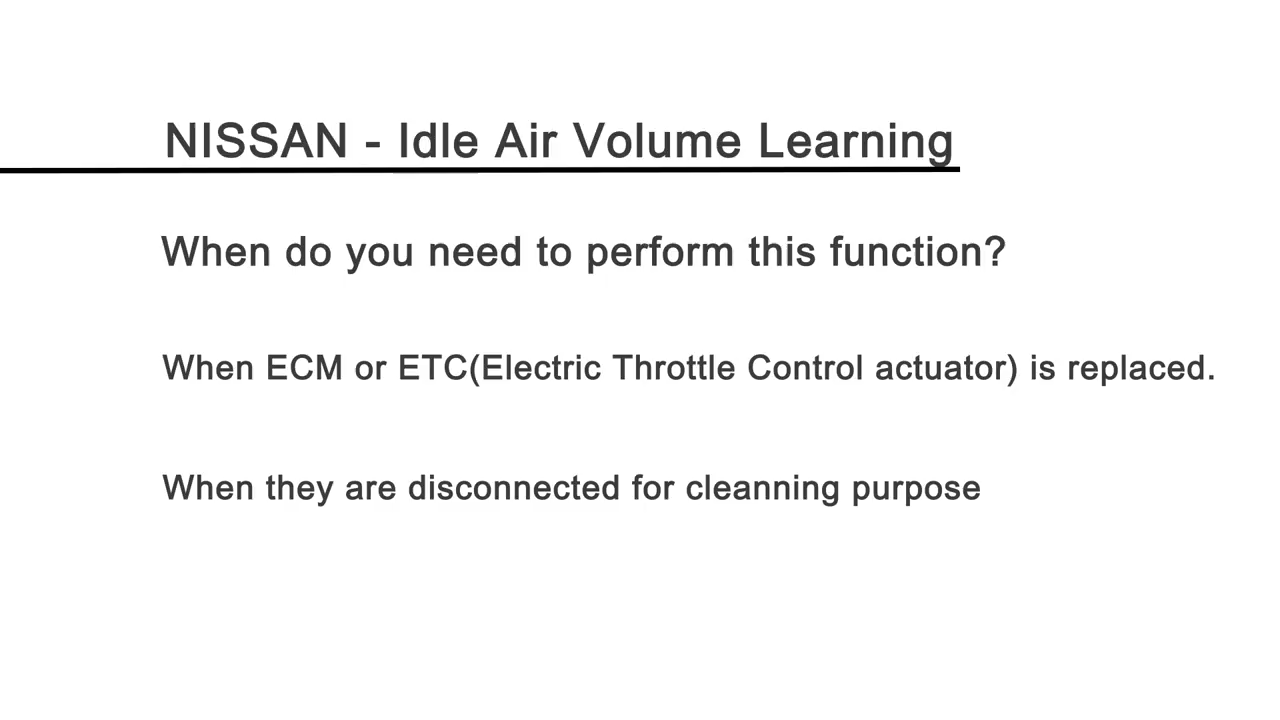 NISSAN - Idle Air Volume Learning
When do you need to perform this function?
When ECM or ETC(Electric Throttle Control actuator) is replaced.
When they are disconnected for cleanning purpose